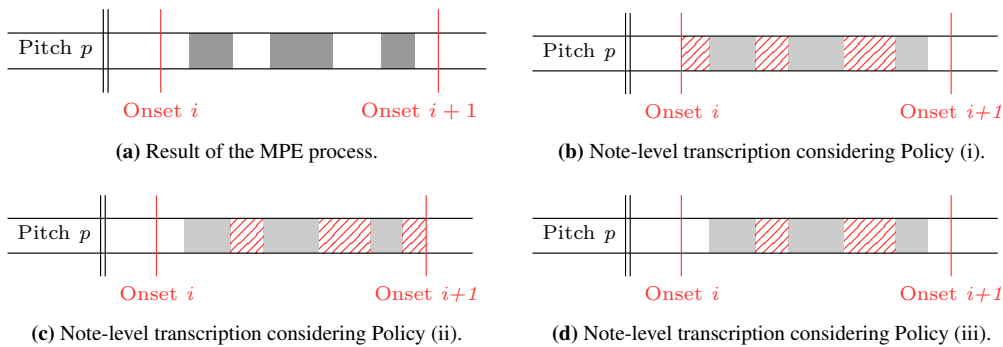 Pitch p
Onset i
Onset i + 1
(a) Result of the MPE process.
Pitch p
Onset i
Onset i+1
(b) Note-level transcription considering Policy (i).
Pitch p
Onset i
Onset i+1
(c) Note-level transcription considering Policy (ii).
Pitch p
Onset i
Onset i+1
(d) Note-level transcription considering Policy (iii).